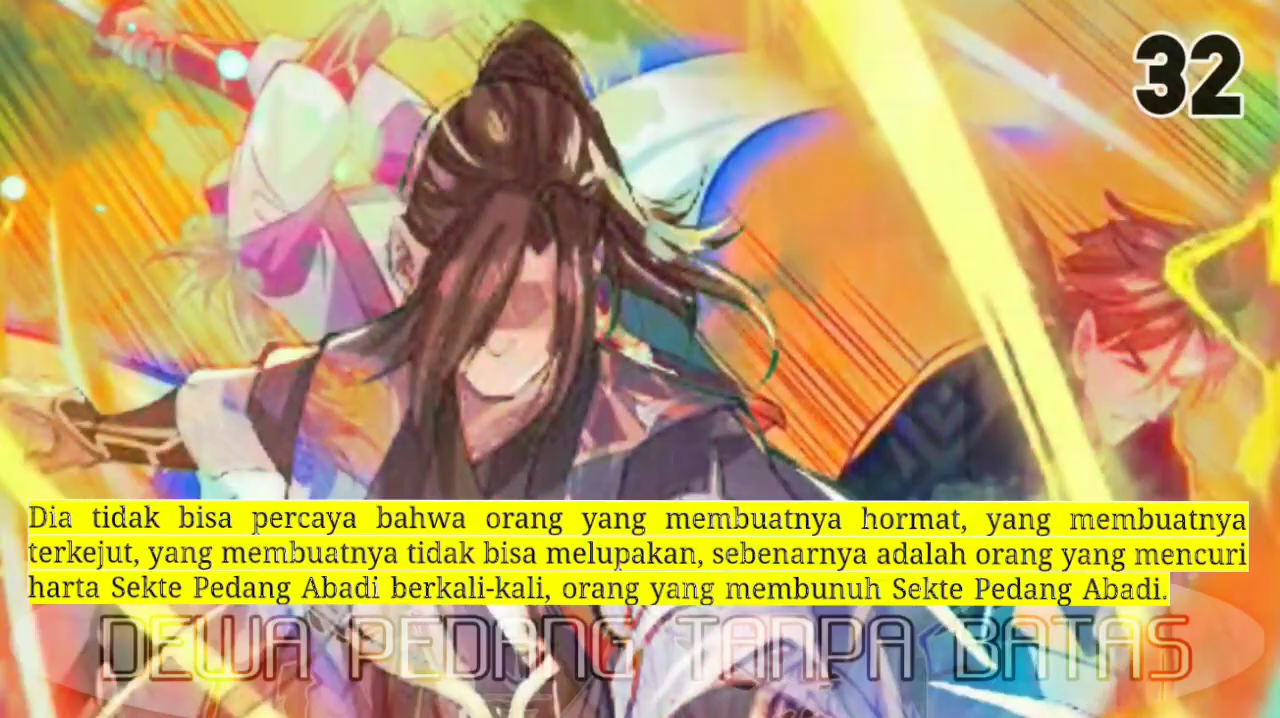 32
Dia tidak bisa percaya bahwa orang yang membuatnya hormat, yang membuatnya
terkejut, yang membuatnya tidak bisa melupakan, sebenarnya adalah orang yang mencuri
harta Sekte Pedang Abadi berkali-kali, orang yang membunuh Sekte Pedang Abadi.
DEWA PEDANG TANPA BATAS